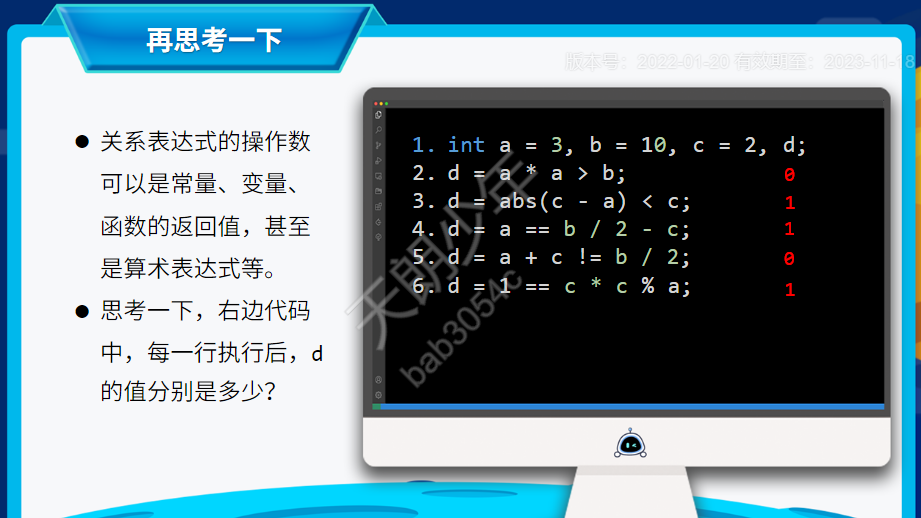 再思考一下
版本号：2022-01-20 有效期至：2023-11-18
● 关系表达式的操作数
可以是常量、变量、
函数的返回值，甚至
是算术表达式等。
● 思考一下，右边代码
中，每一行执行后，d
的值分别是多少？
1. int a = 3, b = 10, c = 2, d;
2. d = a * a > b; 0
3. d = abs(c - a) < c; 1
4. d = a == b / 2 - c; 1
5. d = a + c != b / 2; 0
6. d = 1 == c * c % a; 1
天朗少年
bab3054c